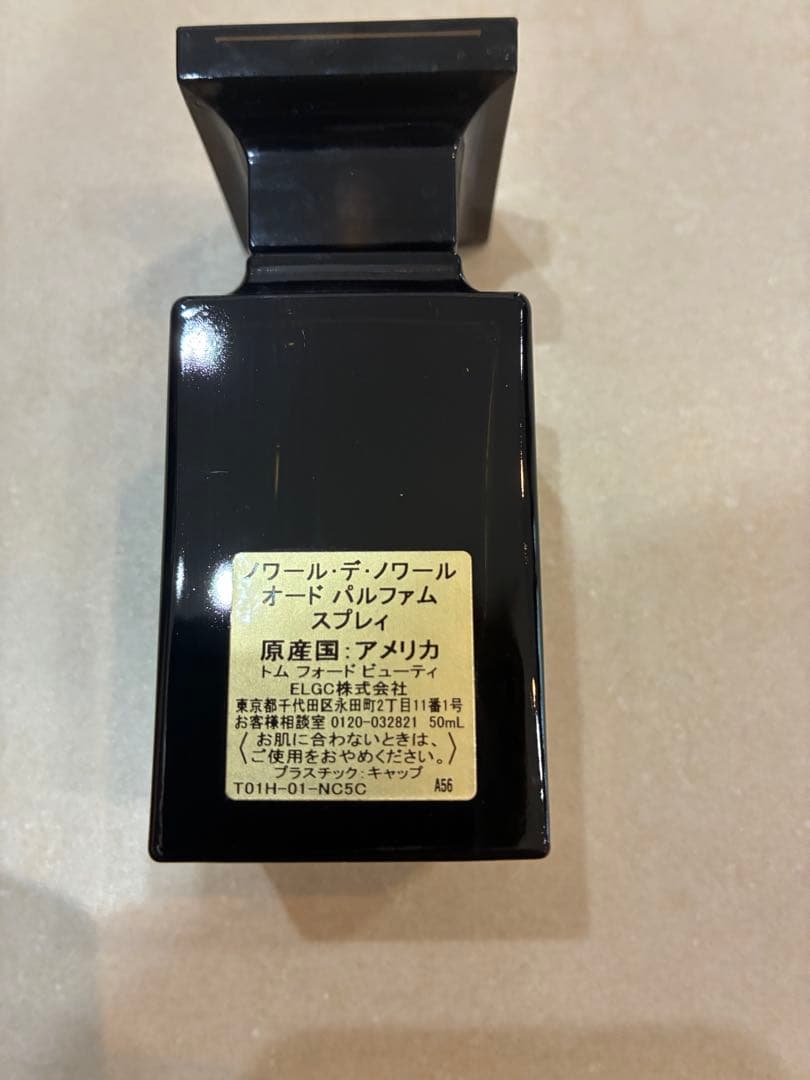 ノワール・デ・ノワール
オード パルファム
スプレィ
原産国：アメリカ
トム フォード ビューティ
ELGC株式会社
東京都千代田区永田町2丁目11番1号
お客様相談室 0120-032821 50mL
〈お肌に合わないときは、
ご使用をおやめください。〉
プラスチック：キャップ
T01H-01-NC5C A56